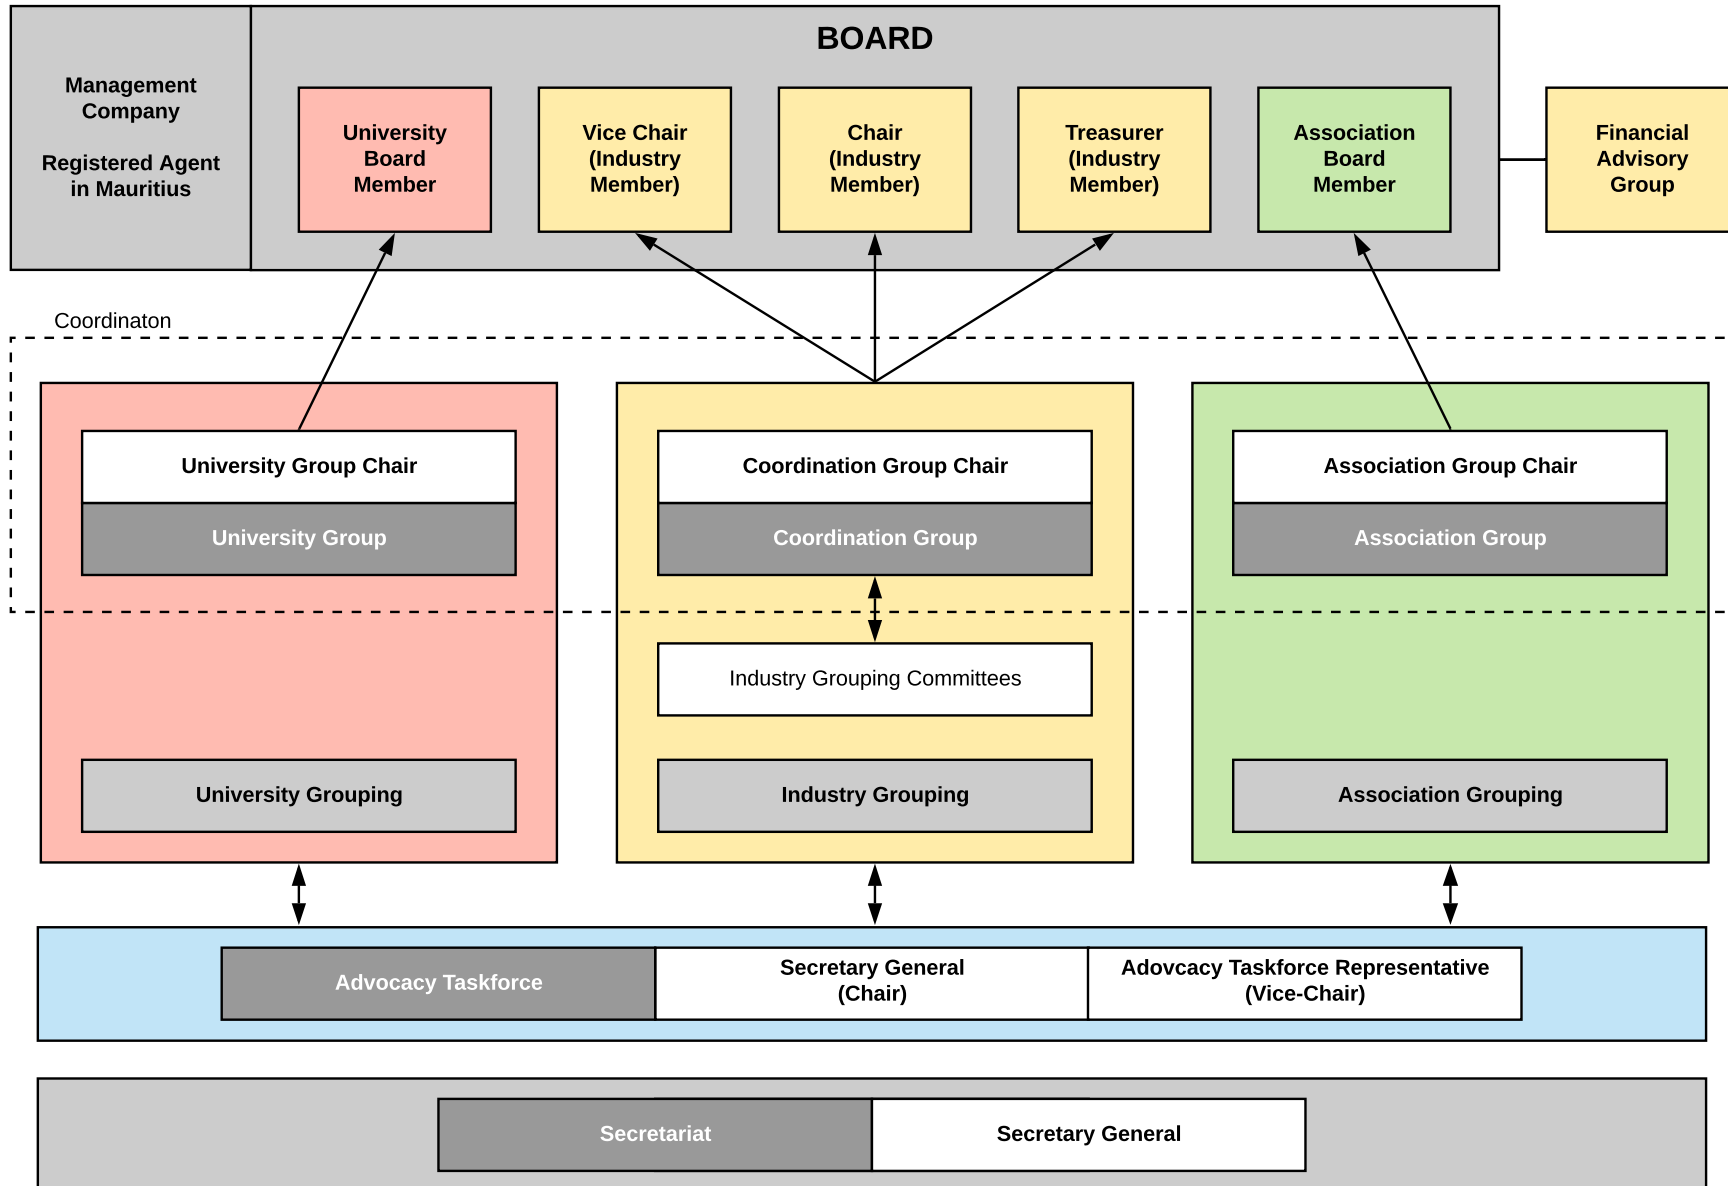 BOARD
Management
Company
Registered Agent
in Mauritius
University
Board
Member
Vice Chair
(Industry
Member)
Chair
(Industry
Member)
Treasurer
(Industry
Member)
Association
Board
Member
Financial
Advisory
Group
Coordinaton
University Group Chair
University Group
University Grouping
Coordination Group Chair
Coordination Group
Industry Grouping Committees
Industry Grouping
Association Group Chair
Association Group
Association Grouping
Advocacy Taskforce
Secretary General
(Chair)
Adovcacy Taskforce Representative
(Vice-Chair)
Secretariat
Secretary General